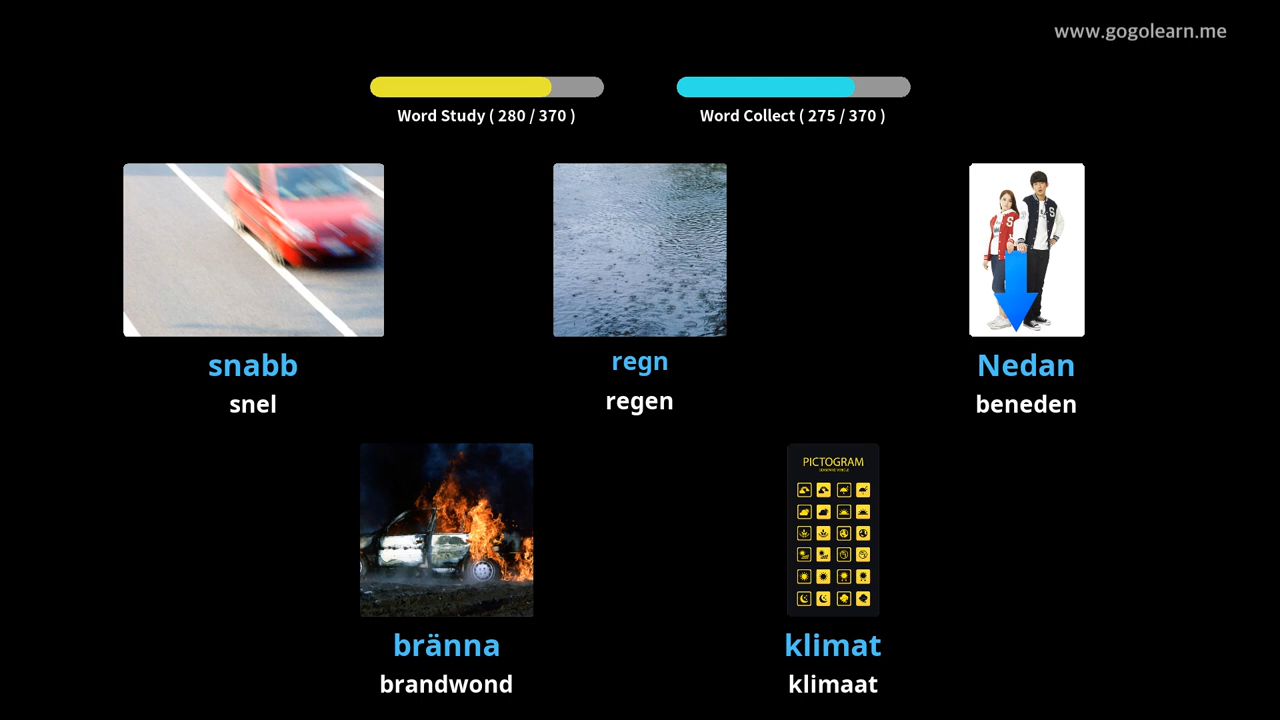 www.gogolearn.me
Word Study ( 280 / 370 )
Word Collect ( 275 / 370 )
snabb
snel
regn
regen
Nedan
beneden
PICTOGRAM
bränna
brandwond
klimat
klimaat